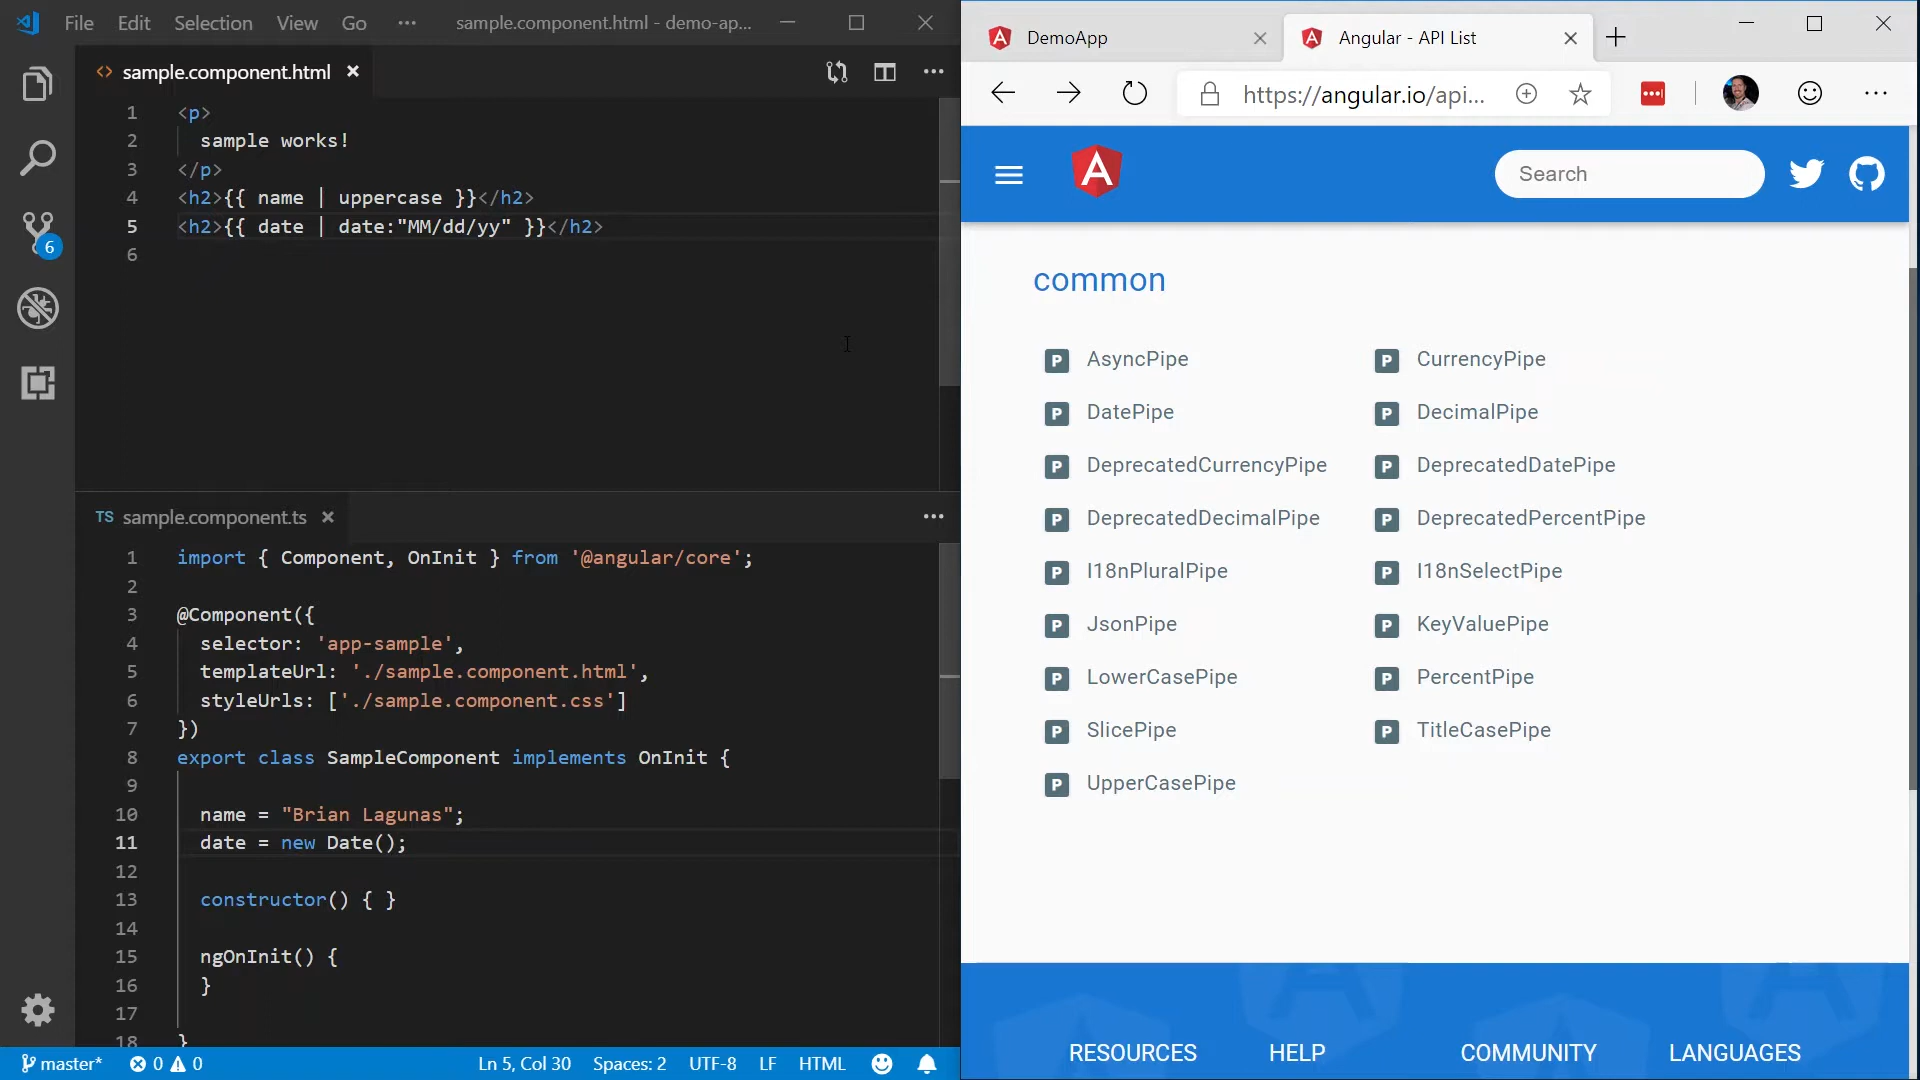 File Edit Selection View Go ··· sample.component.html - demo-ap...
sample.component.html
1 <p>
2 sample works!
3 </p>
4 <h2>{{ name | uppercase }}</h2>
5 <h2>{{ date | date:"MM/dd/yy" }}</h2>
6
6
TS sample.component.ts
1 import { Component, OnInit } from '@angular/core';
2
3 @Component({
4 selector: 'app-sample',
5 templateUrl: './sample.component.html',
6 styleUrls: ['./sample.component.css']
7 })
8 export class SampleComponent implements OnInit {
9
10 name = "Brian Lagunas";
11 date = new Date();
12
13 constructor() { }
14
15 ngOnInit() {
16 }
17
18 }
master* 0 0 Ln 5, Col 30 Spaces: 2 UTF-8 LF HTML
DemoApp Angular - API List
https://angular.io/api...
A Search
common
P AsyncPipe P CurrencyPipe
P DatePipe P DecimalPipe
P DeprecatedCurrencyPipe P DeprecatedDatePipe
P DeprecatedDecimalPipe P DeprecatedPercentPipe
P I18nPluralPipe P I18nSelectPipe
P JsonPipe P KeyValuePipe
P LowerCasePipe P PercentPipe
P SlicePipe P TitleCasePipe
P UpperCasePipe
RESOURCES HELP COMMUNITY LANGUAGES